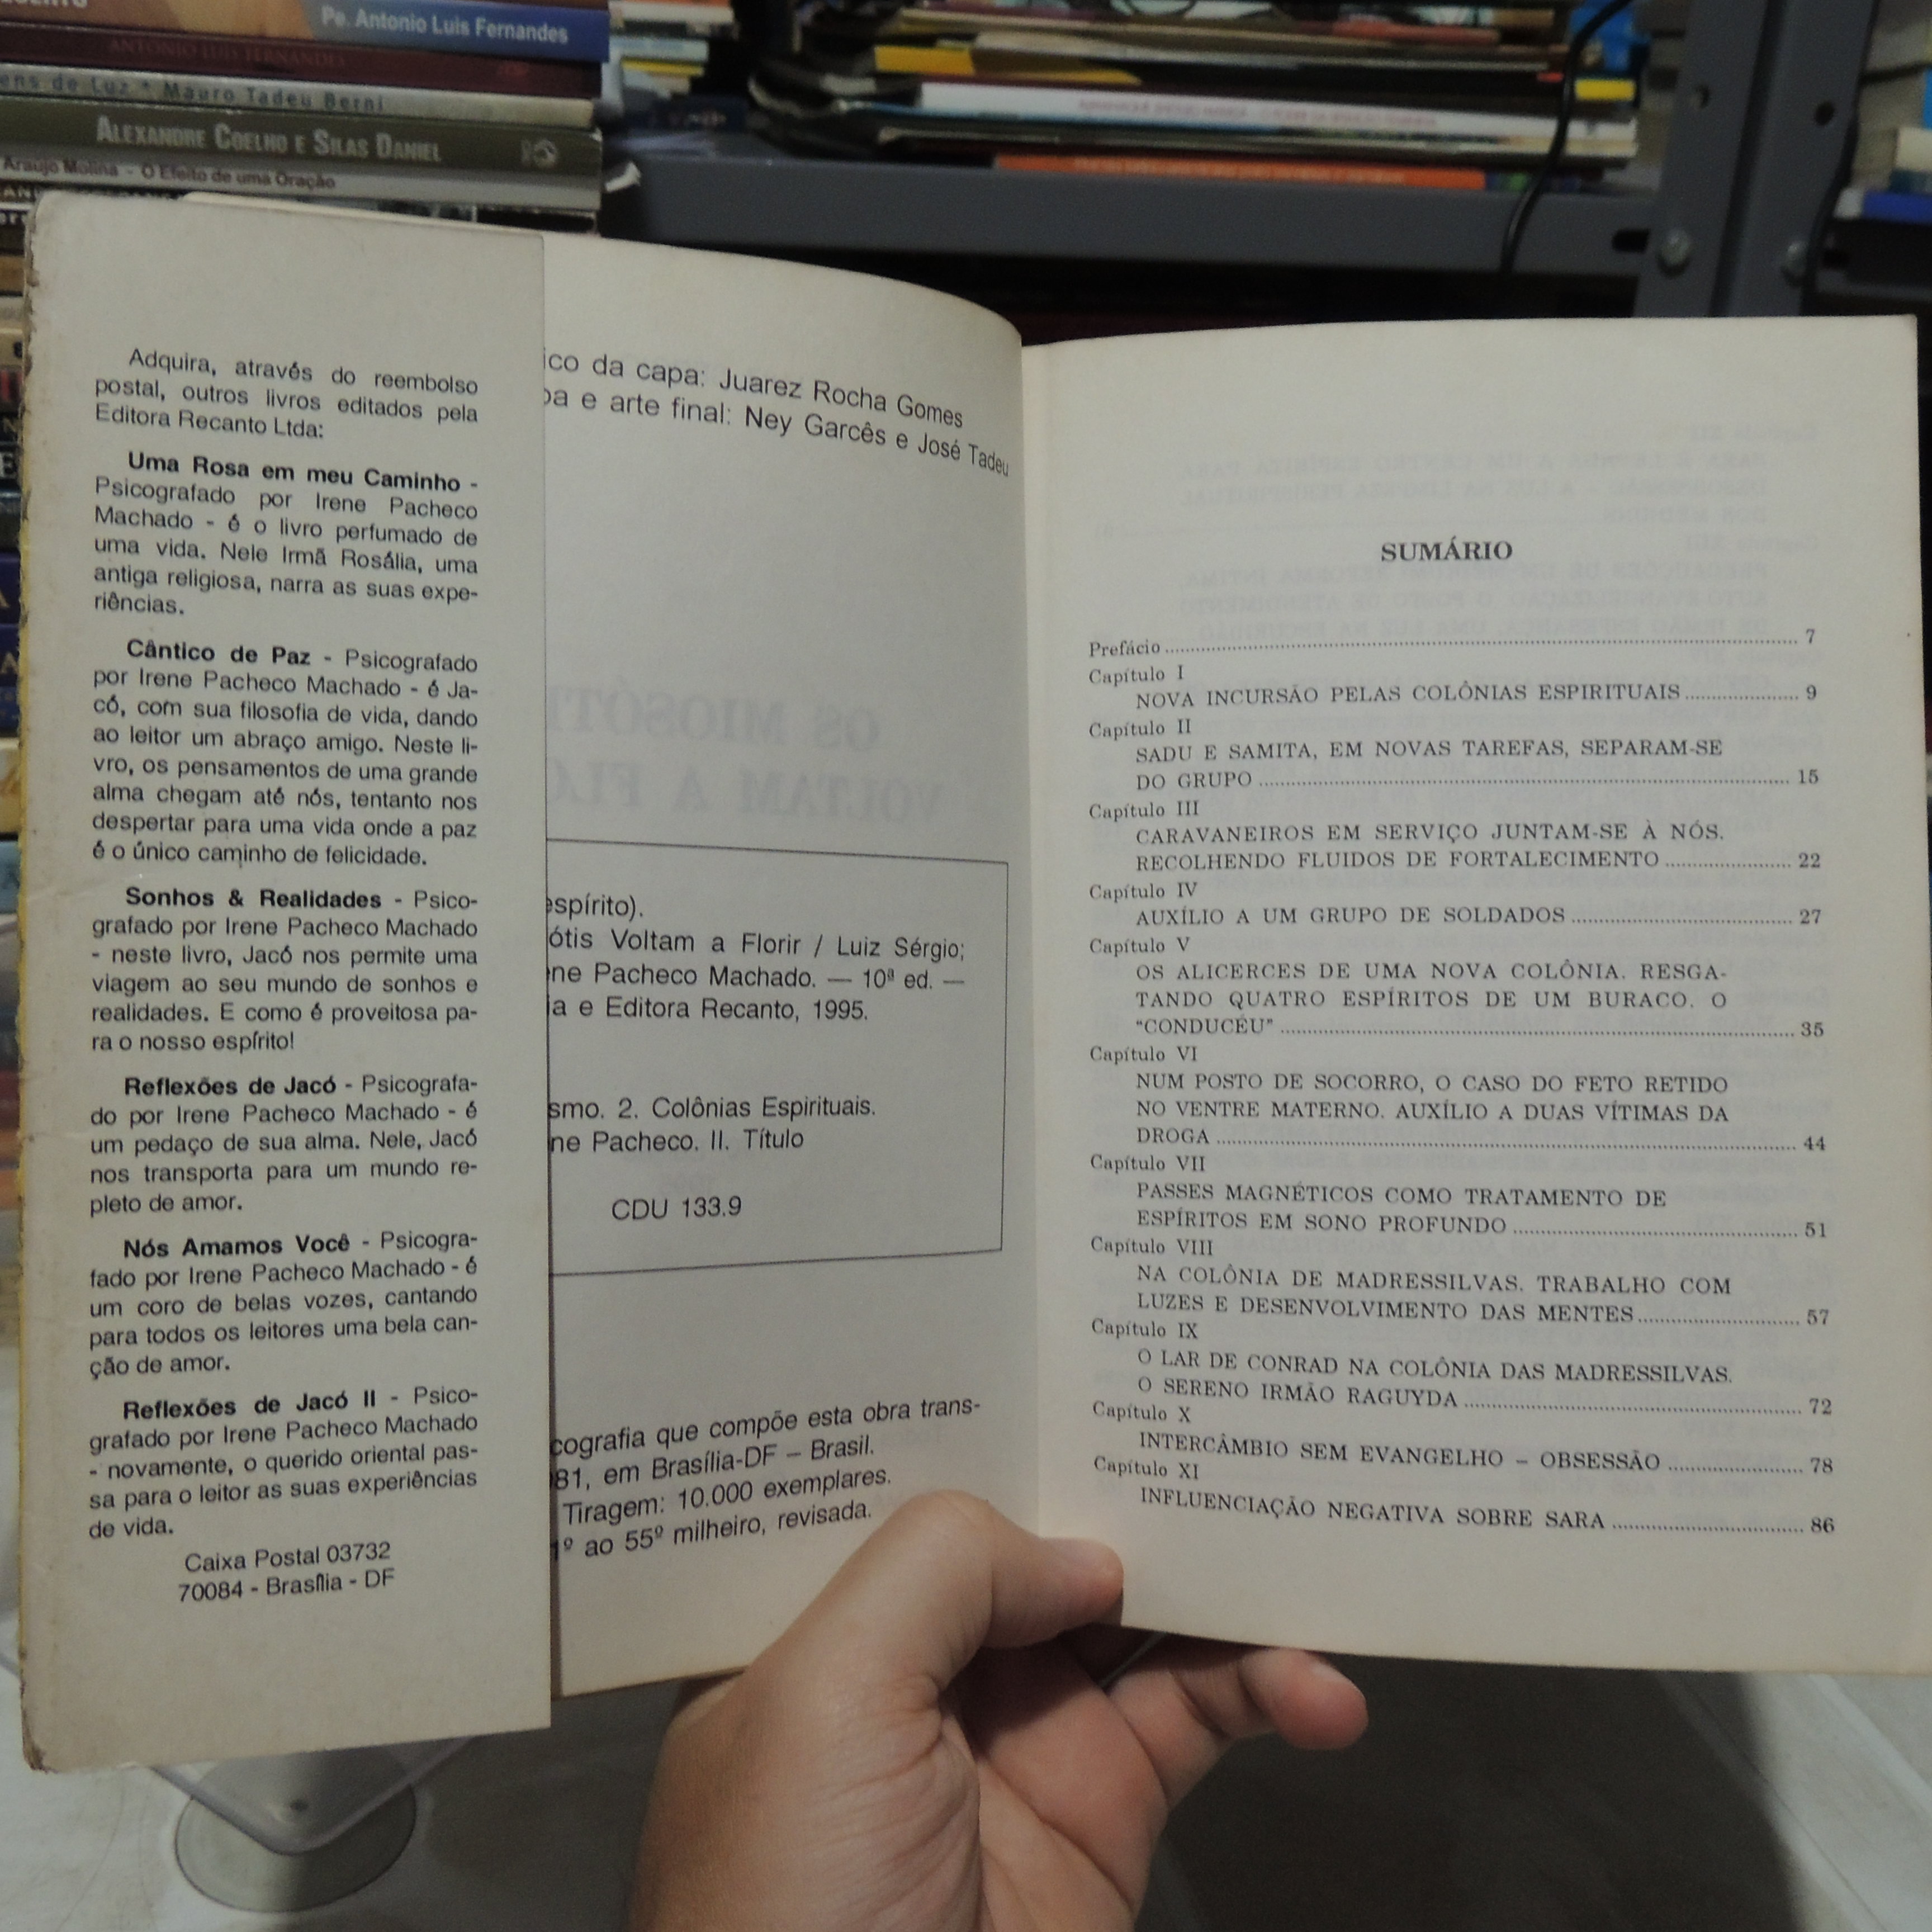 Pe. Antonio Luis Fernandes
ANTONIO LUIS FERNANDES
ens de Luz * Mauro Tadeu Berni
ALEXANDRE COELHO E SILAS DANIEL
Araujo Molina - O Efeito de uma Oração
Adquira, através do reembolso
postal, outros livros editados pela
Editora Recanto Ltda:
Uma Rosa em meu Caminho -
Psicografado por Irene Pacheco
Machado - é o livro perfumado de
uma vida. Nele Irmã Rosália, uma
antiga religiosa, narra as suas expe-
riências.
Cântico de Paz - Psicografado
por Irene Pacheco Machado - é Ja-
có, com sua filosofia de vida, dando
ao leitor um abraço amigo. Neste li-
vro, os pensamentos de uma grande
alma chegam até nós, tentanto nos
despertar para uma vida onde a paz
é o único caminho de felicidade.
Sonhos & Realidades - Psico-
grafado por Irene Pacheco Machado
- neste livro, Jacó nos permite uma
viagem ao seu mundo de sonhos e
realidades. E como é proveitosa pa-
ra o nosso espírito!
Reflexões de Jacó - Psicografa-
do por Irene Pacheco Machado - é
um pedaço de sua alma. Nele, Jacó
nos transporta para um mundo re-
pleto de amor.
Nós Amamos Você - Psicogra-
fado por Irene Pacheco Machado - é
um coro de belas vozes, cantando
para todos os leitores uma bela can-
ção de amor.
Reflexões de Jacó II - Psico-
grafado por Irene Pacheco Machado
- novamente, o querido oriental pas-
sa para o leitor as suas experiências
de vida.
Caixa Postal 03732
70084 - Brasília - DF
ico da capa: Juarez Rocha Gomes
pa e arte final: Ney Garcês e José Tadeu
espírito).
ótis Voltam a Florir / Luiz Sérgio;
ne Pacheco Machado. — 10ª ed. —
ia e Editora Recanto, 1995.
smo. 2. Colônias Espirituais.
ne Pacheco. II. Título
CDU 133.9
cografia que compõe esta obra trans-
81, em Brasília-DF – Brasil.
Tiragem: 10.000 exemplares.
1º ao 55º milheiro, revisada.
SUMÁRIO
Prefácio ........ 7
Capítulo I
NOVA INCURSÃO PELAS COLÔNIAS ESPIRITUAIS ........ 9
Capítulo II
SADU E SAMITA, EM NOVAS TAREFAS, SEPARAM-SE
DO GRUPO ........ 15
Capítulo III
CARAVANEIROS EM SERVIÇO JUNTAM-SE À NÓS.
RECOLHENDO FLUIDOS DE FORTALECIMENTO ........ 22
Capítulo IV
AUXÍLIO A UM GRUPO DE SOLDADOS ........ 27
Capítulo V
OS ALICERCES DE UMA NOVA COLÔNIA. RESGA-
TANDO QUATRO ESPÍRITOS DE UM BURACO. O
“CONDUCÉU” ........ 35
Capítulo VI
NUM POSTO DE SOCORRO, O CASO DO FETO RETIDO
NO VENTRE MATERNO. AUXÍLIO A DUAS VÍTIMAS DA
DROGA ........ 44
Capítulo VII
PASSES MAGNÉTICOS COMO TRATAMENTO DE
ESPÍRITOS EM SONO PROFUNDO ........ 51
Capítulo VIII
NA COLÔNIA DE MADRESSILVAS. TRABALHO COM
LUZES E DESENVOLVIMENTO DAS MENTES ........ 57
Capítulo IX
O LAR DE CONRAD NA COLÔNIA DAS MADRESSILVAS.
O SERENO IRMÃO RAGUYDA ........ 72
Capítulo X
INTERCÂMBIO SEM EVANGELHO – OBSESSÃO ........ 78
Capítulo XI
INFLUENCIAÇÃO NEGATIVA SOBRE SARA ........ 86